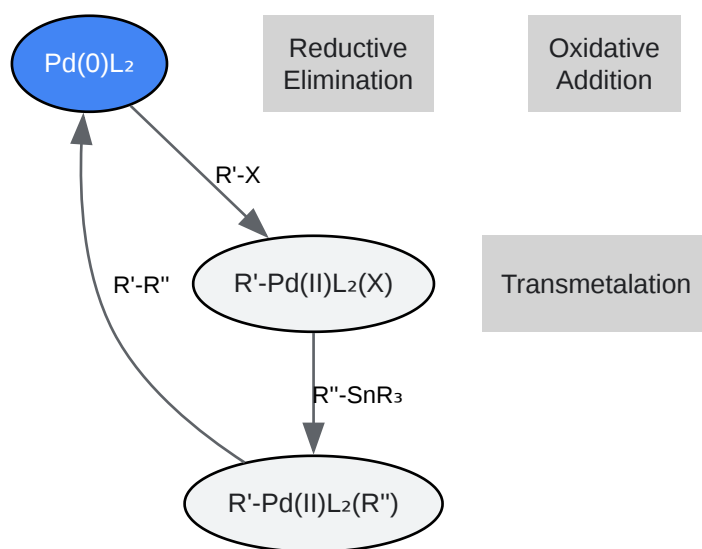 Pd(0)L₂
Reductive
Elimination
Oxidative
Addition
R'-X
R'-Pd(II)L₂(X)
Transmetalation
R'-R''
R''-SnR₃
R'-Pd(II)L₂(R'')